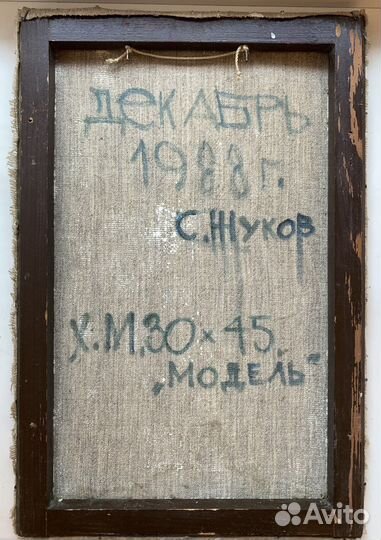 ДЕКАБРЬ
1988 г.
С. ЖУКОВ
Х.М. 30 × 45.
„МОДЕЛЬ"
Avito